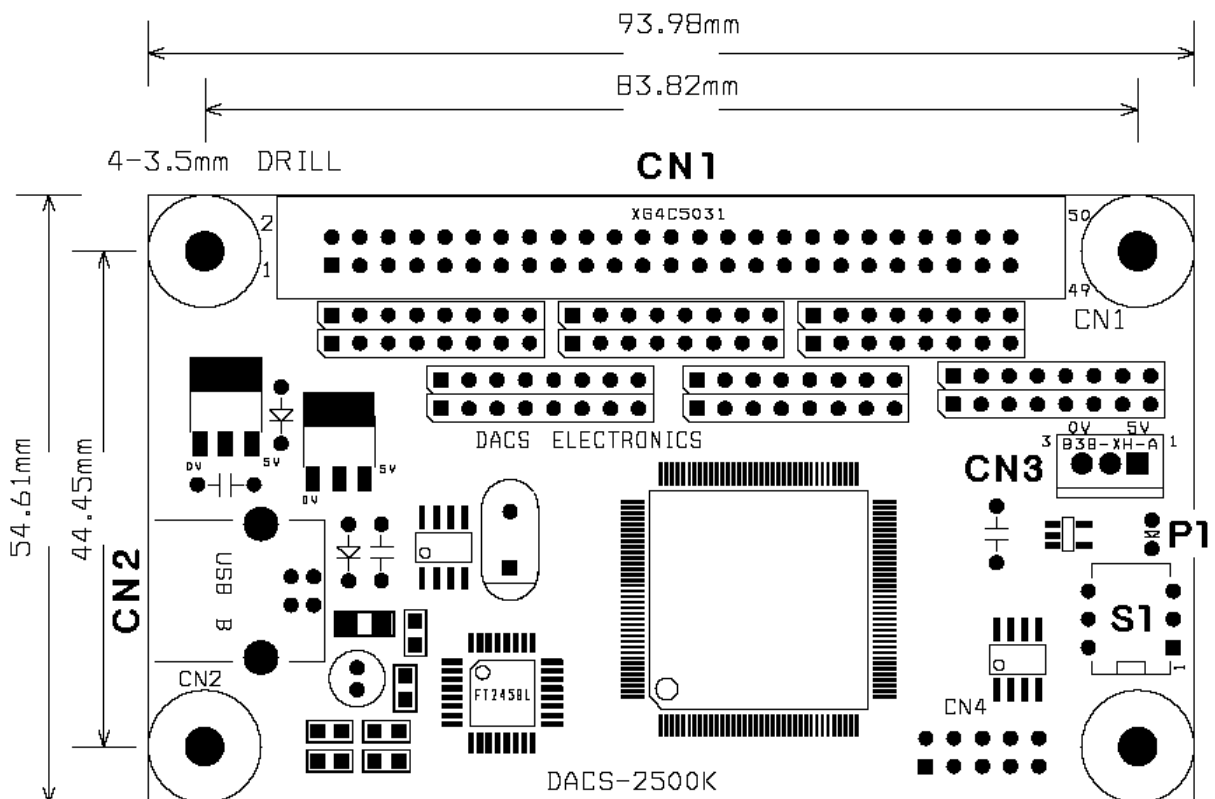 93.98mm
83.82mm
4-3.5mm DRILL
CN1
XG4C5031
2
50
1
49
CN1
DACS ELECTRONICS
0V 5V
3 B3B-XH-A 1
CN3
0V 5V
0V 5V
54.61mm
44.45mm
CN2
USB B
P1
S1
1
CN2
FT245BL
CN4
DACS-2500K